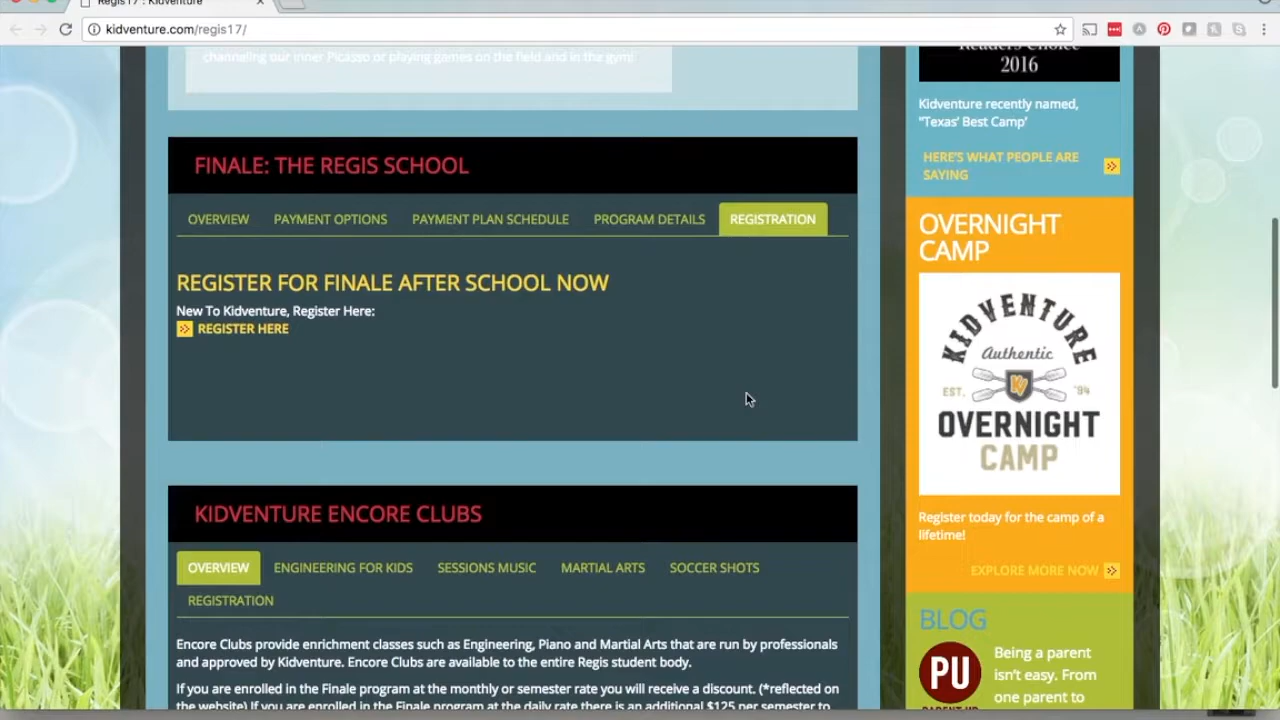 Regis17 : Kidventure
kidventure.com/regis17/
channeling our inner Picasso or playing games on the field and in the gym!
FINALE: THE REGIS SCHOOL
OVERVIEW PAYMENT OPTIONS PAYMENT PLAN SCHEDULE PROGRAM DETAILS REGISTRATION
REGISTER FOR FINALE AFTER SCHOOL NOW
New To Kidventure, Register Here:
REGISTER HERE
KIDVENTURE ENCORE CLUBS
OVERVIEW ENGINEERING FOR KIDS SESSIONS MUSIC MARTIAL ARTS SOCCER SHOTS
REGISTRATION
Encore Clubs provide enrichment classes such as Engineering, Piano and Martial Arts that are run by professionals
and approved by Kidventure. Encore Clubs are available to the entire Regis student body.
If you are enrolled in the Finale program at the monthly or semester rate you will receive a discount. (*reflected on
the website) If you are enrolled in the Finale program at the daily rate there is an additional $125 per semester to
Readers Choice
2016
Kidventure recently named,
"Texas' Best Camp'
HERE'S WHAT PEOPLE ARE
SAYING
OVERNIGHT
CAMP
KIDVENTURE
Authentic
EST. '94
KV
OVERNIGHT
CAMP
Register today for the camp of a
lifetime!
EXPLORE MORE NOW
BLOG
PU
PARENT UP
Being a parent
isn't easy. From
one parent to